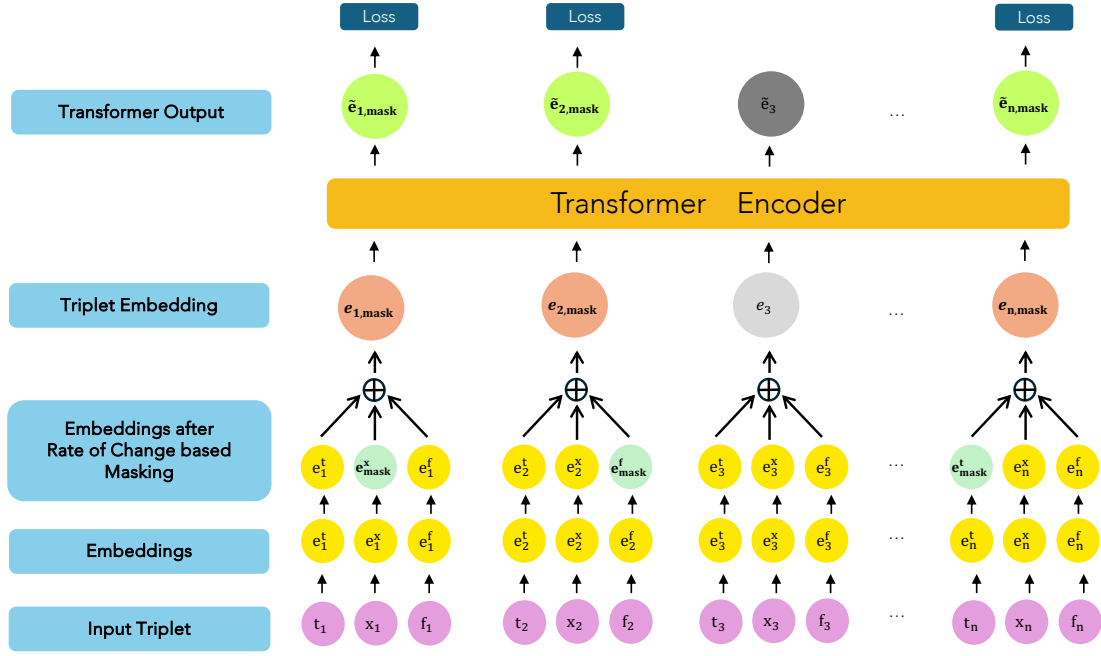 Loss Loss Loss
Transformer Output ẽ₁,mask ẽ₂,mask ẽ₃ ... ẽₙ,mask
Transformer Encoder
Triplet Embedding e₁,mask e₂,mask e₃ ... eₙ,mask
Embeddings after
Rate of Change based
Masking
e₁ᵗ eˣmask e₁ᶠ e₂ᵗ e₂ˣ eᶠmask e₃ᵗ e₃ˣ e₃ᶠ ... eᵗmask eₙˣ eₙᶠ
Embeddings e₁ᵗ e₁ˣ e₁ᶠ e₂ᵗ e₂ˣ e₂ᶠ e₃ᵗ e₃ˣ e₃ᶠ ... eₙᵗ eₙˣ eₙᶠ
Input Triplet t₁ x₁ f₁ t₂ x₂ f₂ t₃ x₃ f₃ ... tₙ xₙ fₙ